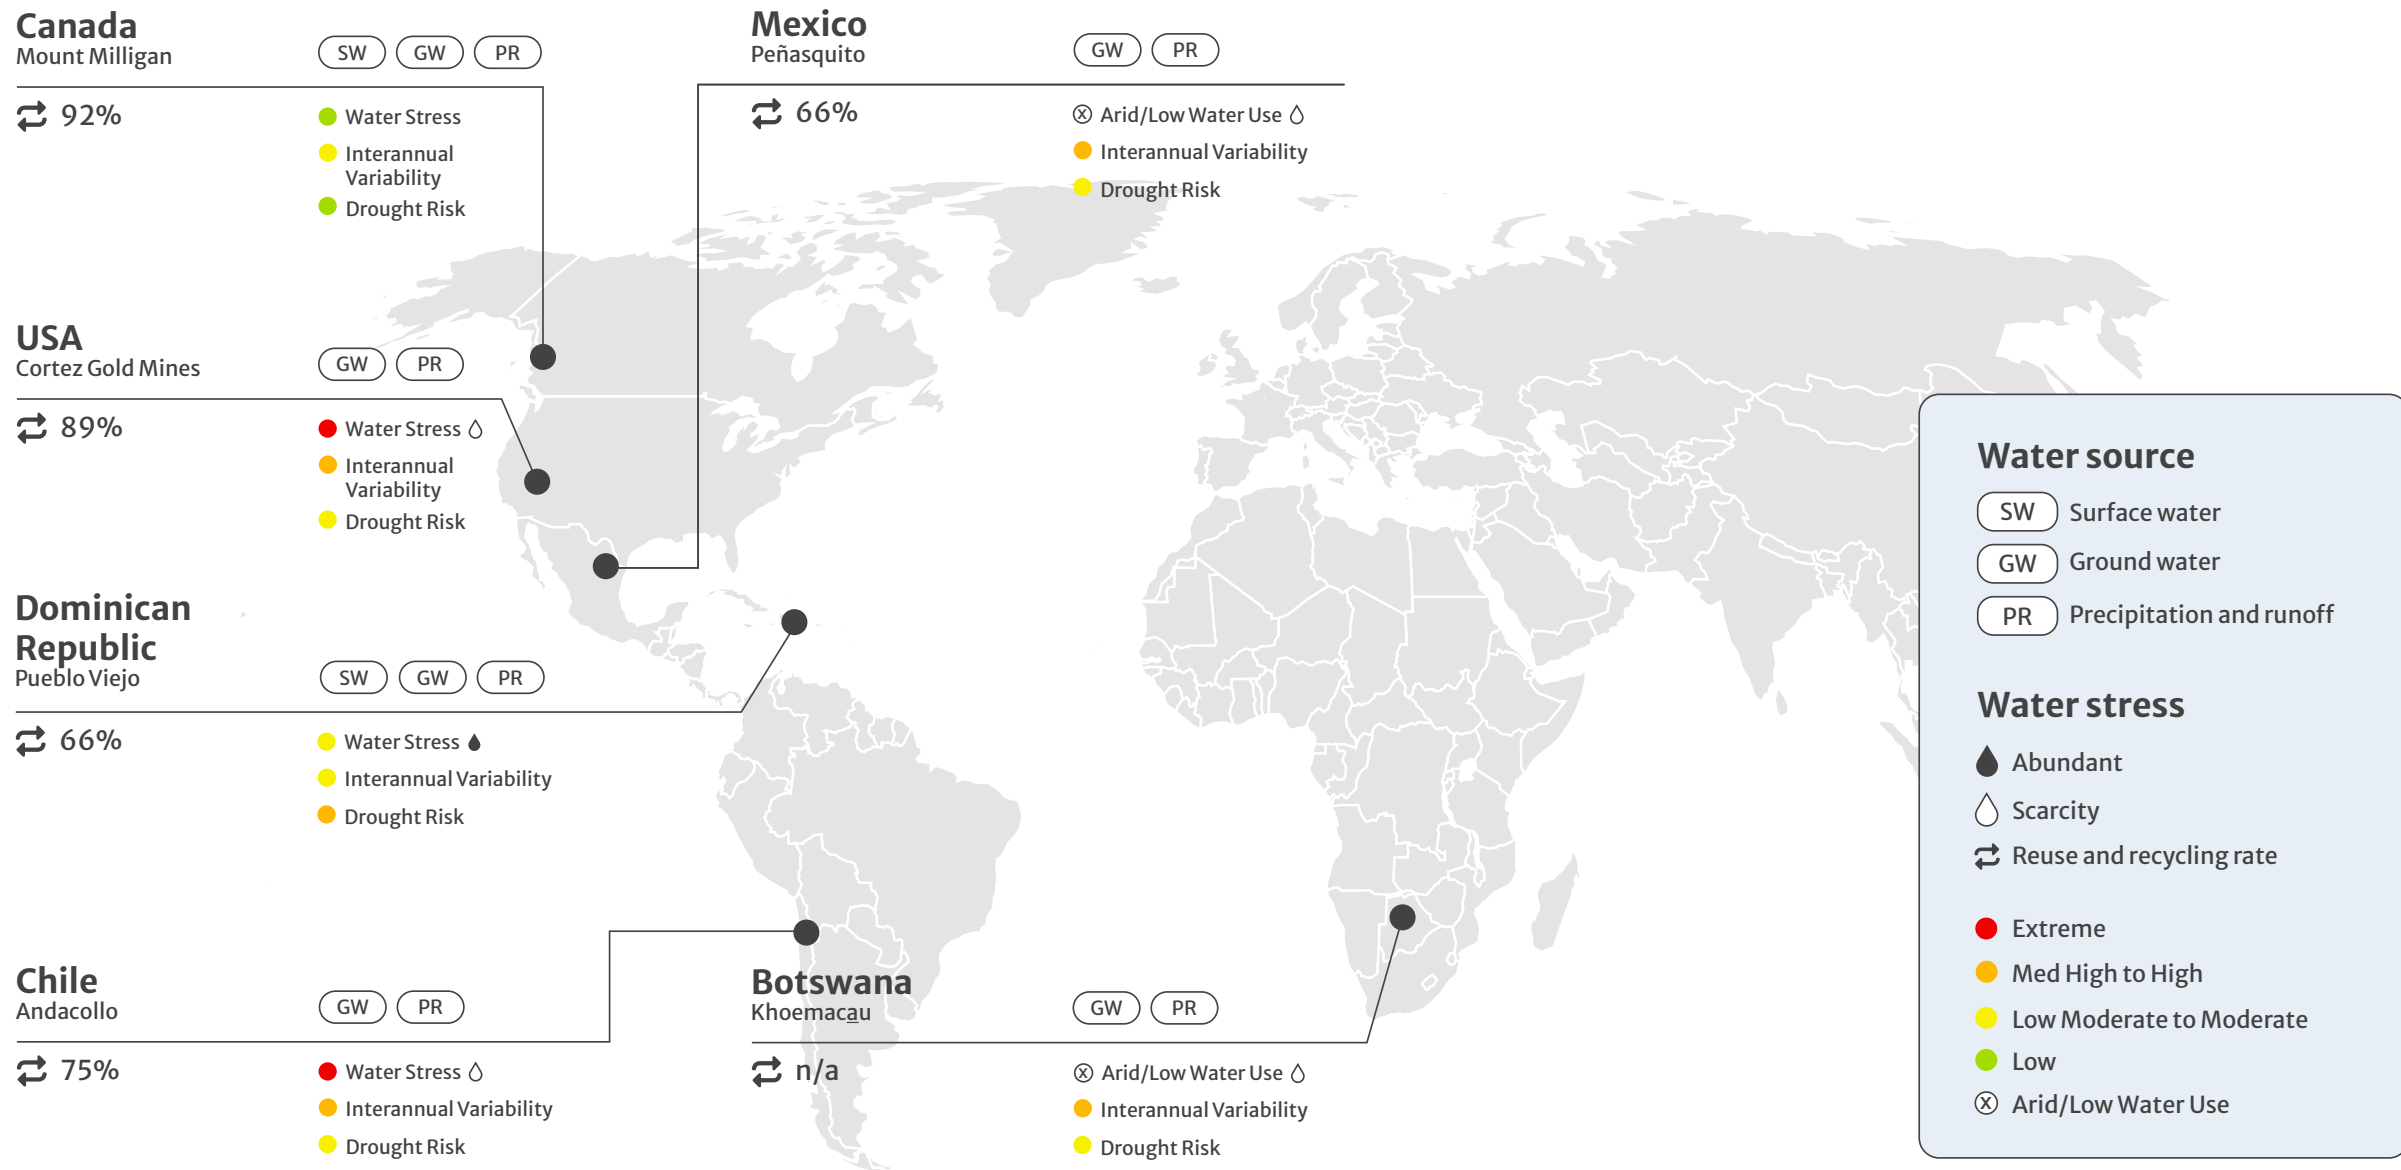 Canada
Mount Milligan
SW GW PR
92%
Water Stress
Interannual
Variability
Drought Risk
Mexico
Peñasquito
GW PR
66%
Ⓧ Arid/Low Water Use
Interannual Variability
Drought Risk
USA
Cortez Gold Mines
GW PR
89%
Water Stress
Interannual
Variability
Drought Risk
Dominican
Republic
Pueblo Viejo
SW GW PR
66%
Water Stress
Interannual Variability
Drought Risk
Chile
Andacollo
GW PR
75%
Water Stress
Interannual Variability
Drought Risk
Botswana
Khoemacau
GW PR
n/a
Ⓧ Arid/Low Water Use
Interannual Variability
Drought Risk
Water source
SW Surface water
GW Ground water
PR Precipitation and runoff
Water stress
Abundant
Scarcity
Reuse and recycling rate
Extreme
Med High to High
Low Moderate to Moderate
Low
Ⓧ Arid/Low Water Use